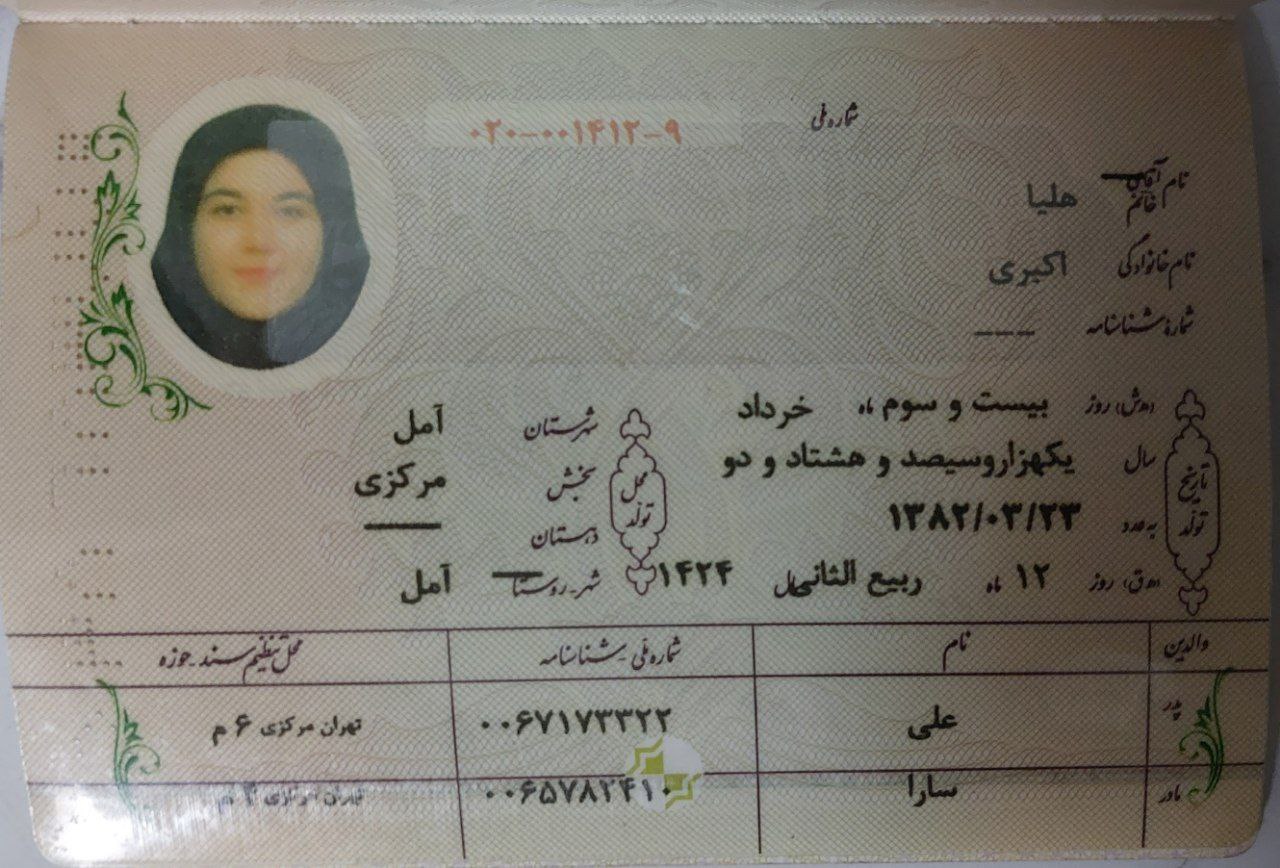 شماره ملی ۰۲۰-۰۰۱۴۱۲-۹
نام آقای خانم هلیا
نام خانوادگی اکبری
شمارهٔ شناسنامه ---
تاریخ تولد
(ه‍.ش) روز بیست و سوم ماه خرداد
سال یکهزاروسیصد و هشتاد و دو
به عدد ۱۳۸۲/۰۳/۲۳
(ه‍.ق) روز ۱۲ ماه ربیع الثانی سال ۱۴۲۴
محل تولد
شهرستان آمل
بخش مرکزی
دهستان —
شهر-روستا آمل
والدین نام شماره ملی-شناسنامه محل تنظیم سند-حوزه
پدر علی ۰۰۶۷۱۷۳۳۲۲ تهران مرکزی ۶ م
مادر سارا ۰۰۶۵۷۸۲۴۱۰ تهران مرکزی م